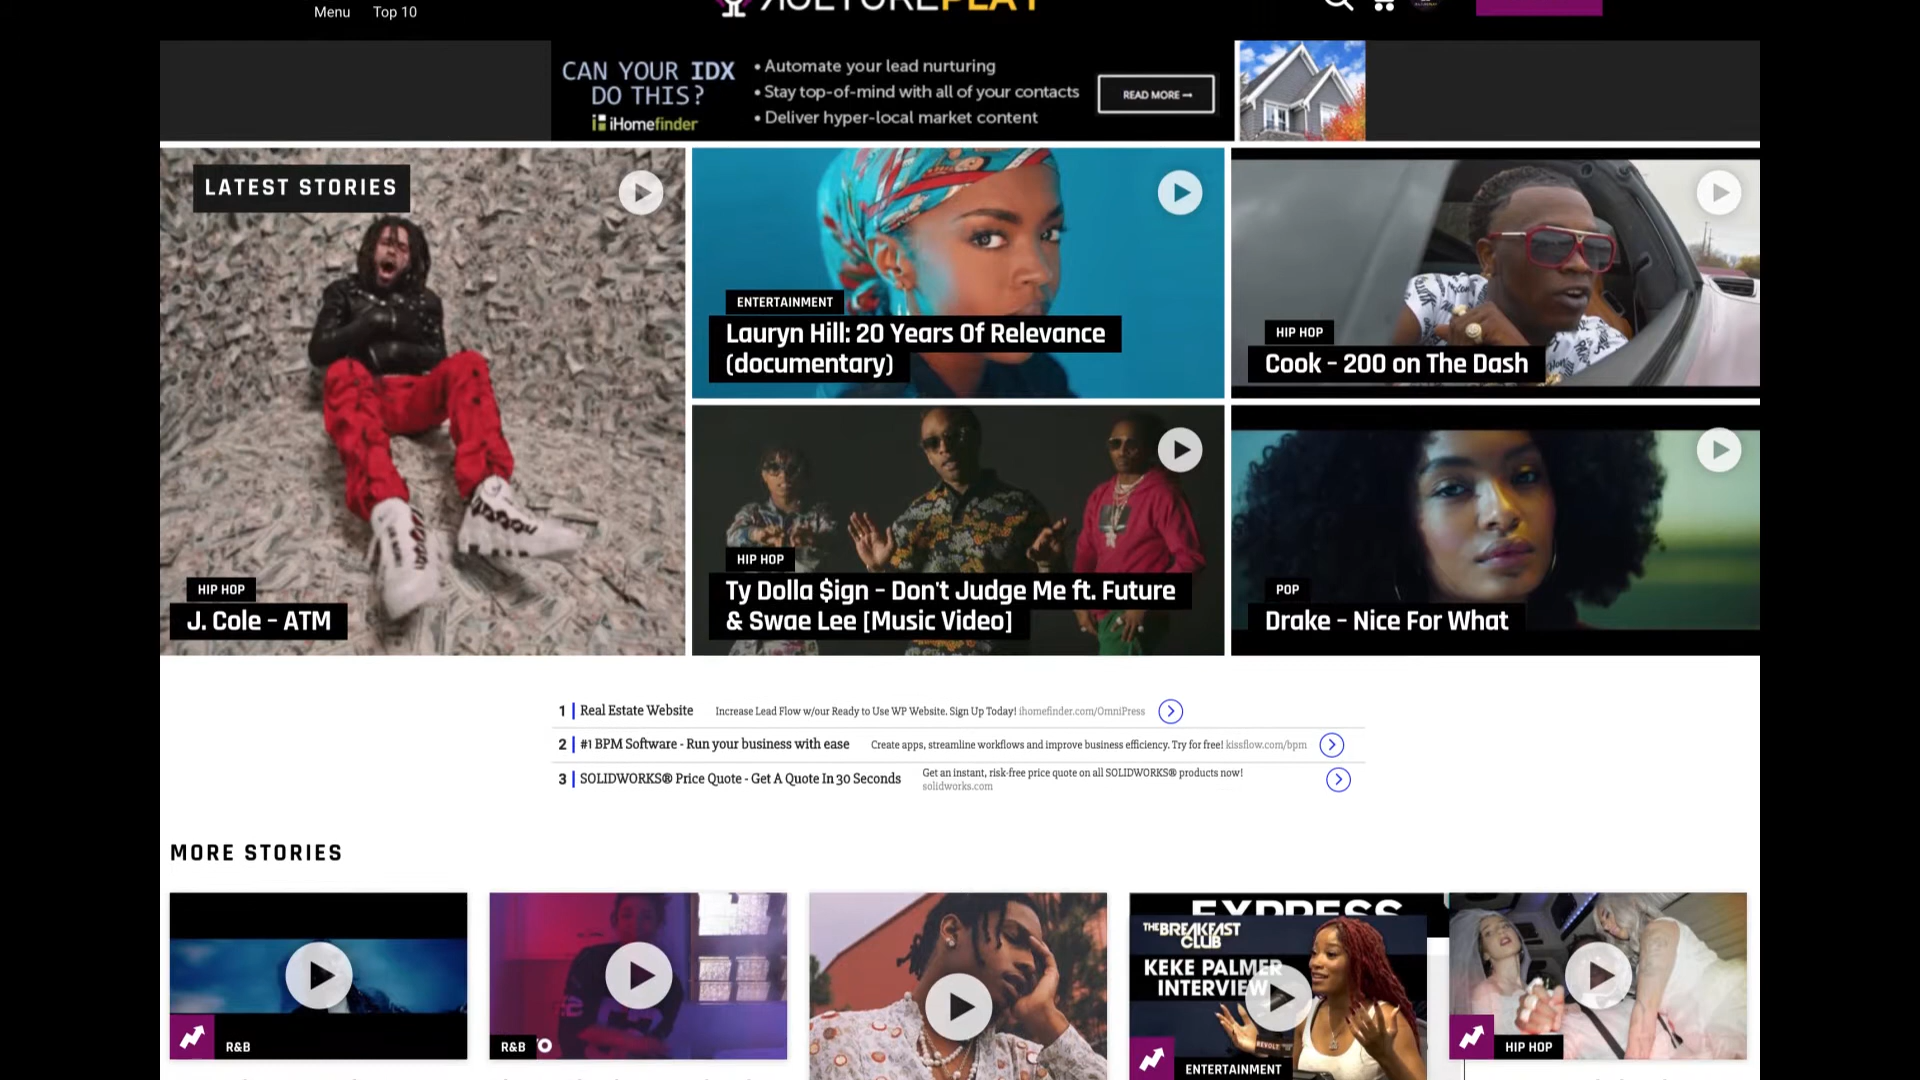 Menu Top 10
CAN YOUR IDX
DO THIS?
iHomefinder
• Automate your lead nurturing
• Stay top-of-mind with all of your contacts
• Deliver hyper-local market content
READ MORE
LATEST STORIES
HIP HOP
J. Cole – ATM
ENTERTAINMENT
Lauryn Hill: 20 Years Of Relevance
(documentary)
HIP HOP
Cook – 200 on The Dash
HIP HOP
Ty Dolla $ign – Don't Judge Me ft. Future
& Swae Lee [Music Video]
POP
Drake – Nice For What
1 Real Estate Website Increase Lead Flow w/our Ready to Use WP Website. Sign Up Today! ihomefinder.com/OmniPress
2 #1 BPM Software - Run your business with ease Create apps, streamline workflows and improve business efficiency. Try for free! kissflow.com/bpm
3 SOLIDWORKS® Price Quote - Get A Quote In 30 Seconds Get an instant, risk-free price quote on all SOLIDWORKS® products now!
solidworks.com
MORE STORIES
R&B
R&B
EXPRESS
THE BREAKFAST
CLUB
KEKE PALMER
INTERVIEW
REVOLT
ENTERTAINMENT
HIP HOP